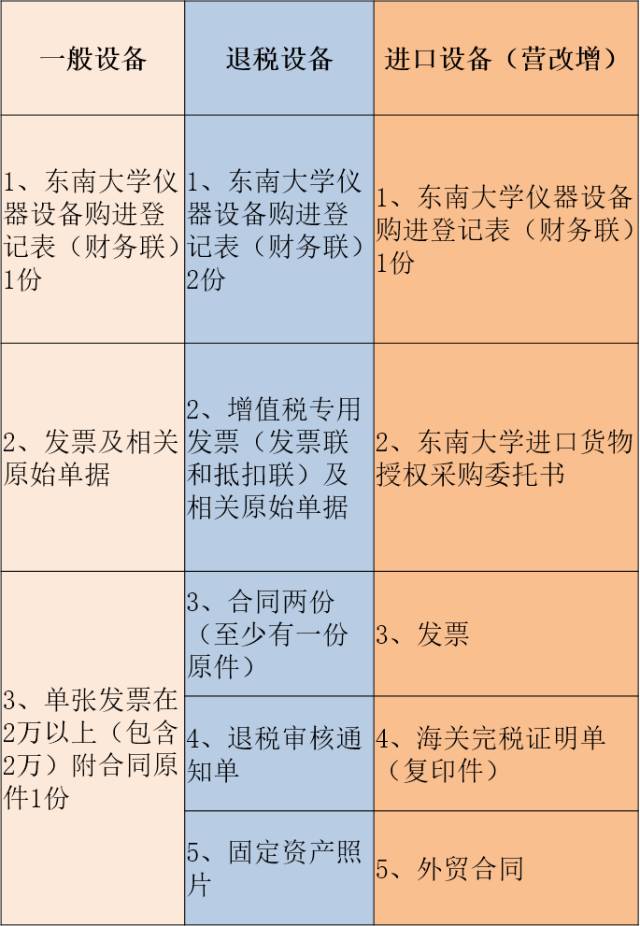 一般设备
退税设备
进口设备（营改增）
1、东南大学仪
器设备购进登
记表（财务联）
1份
1、东南大学仪
器设备购进登
记表（财务联）
2份
1、东南大学仪器设备
购进登记表（财务联）
1份
2、发票及相关
原始单据
2、增值税专用
发票（发票联
和抵扣联）及
相关原始单据
2、东南大学进口货物
授权采购委托书
3、单张发票在
2万以上（包含
2万）附合同原
件1份
3、合同两份
（至少有一份
原件）
3、发票
4、退税审核通
知单
4、海关完税证明单
（复印件）
5、固定资产照
片
5、外贸合同